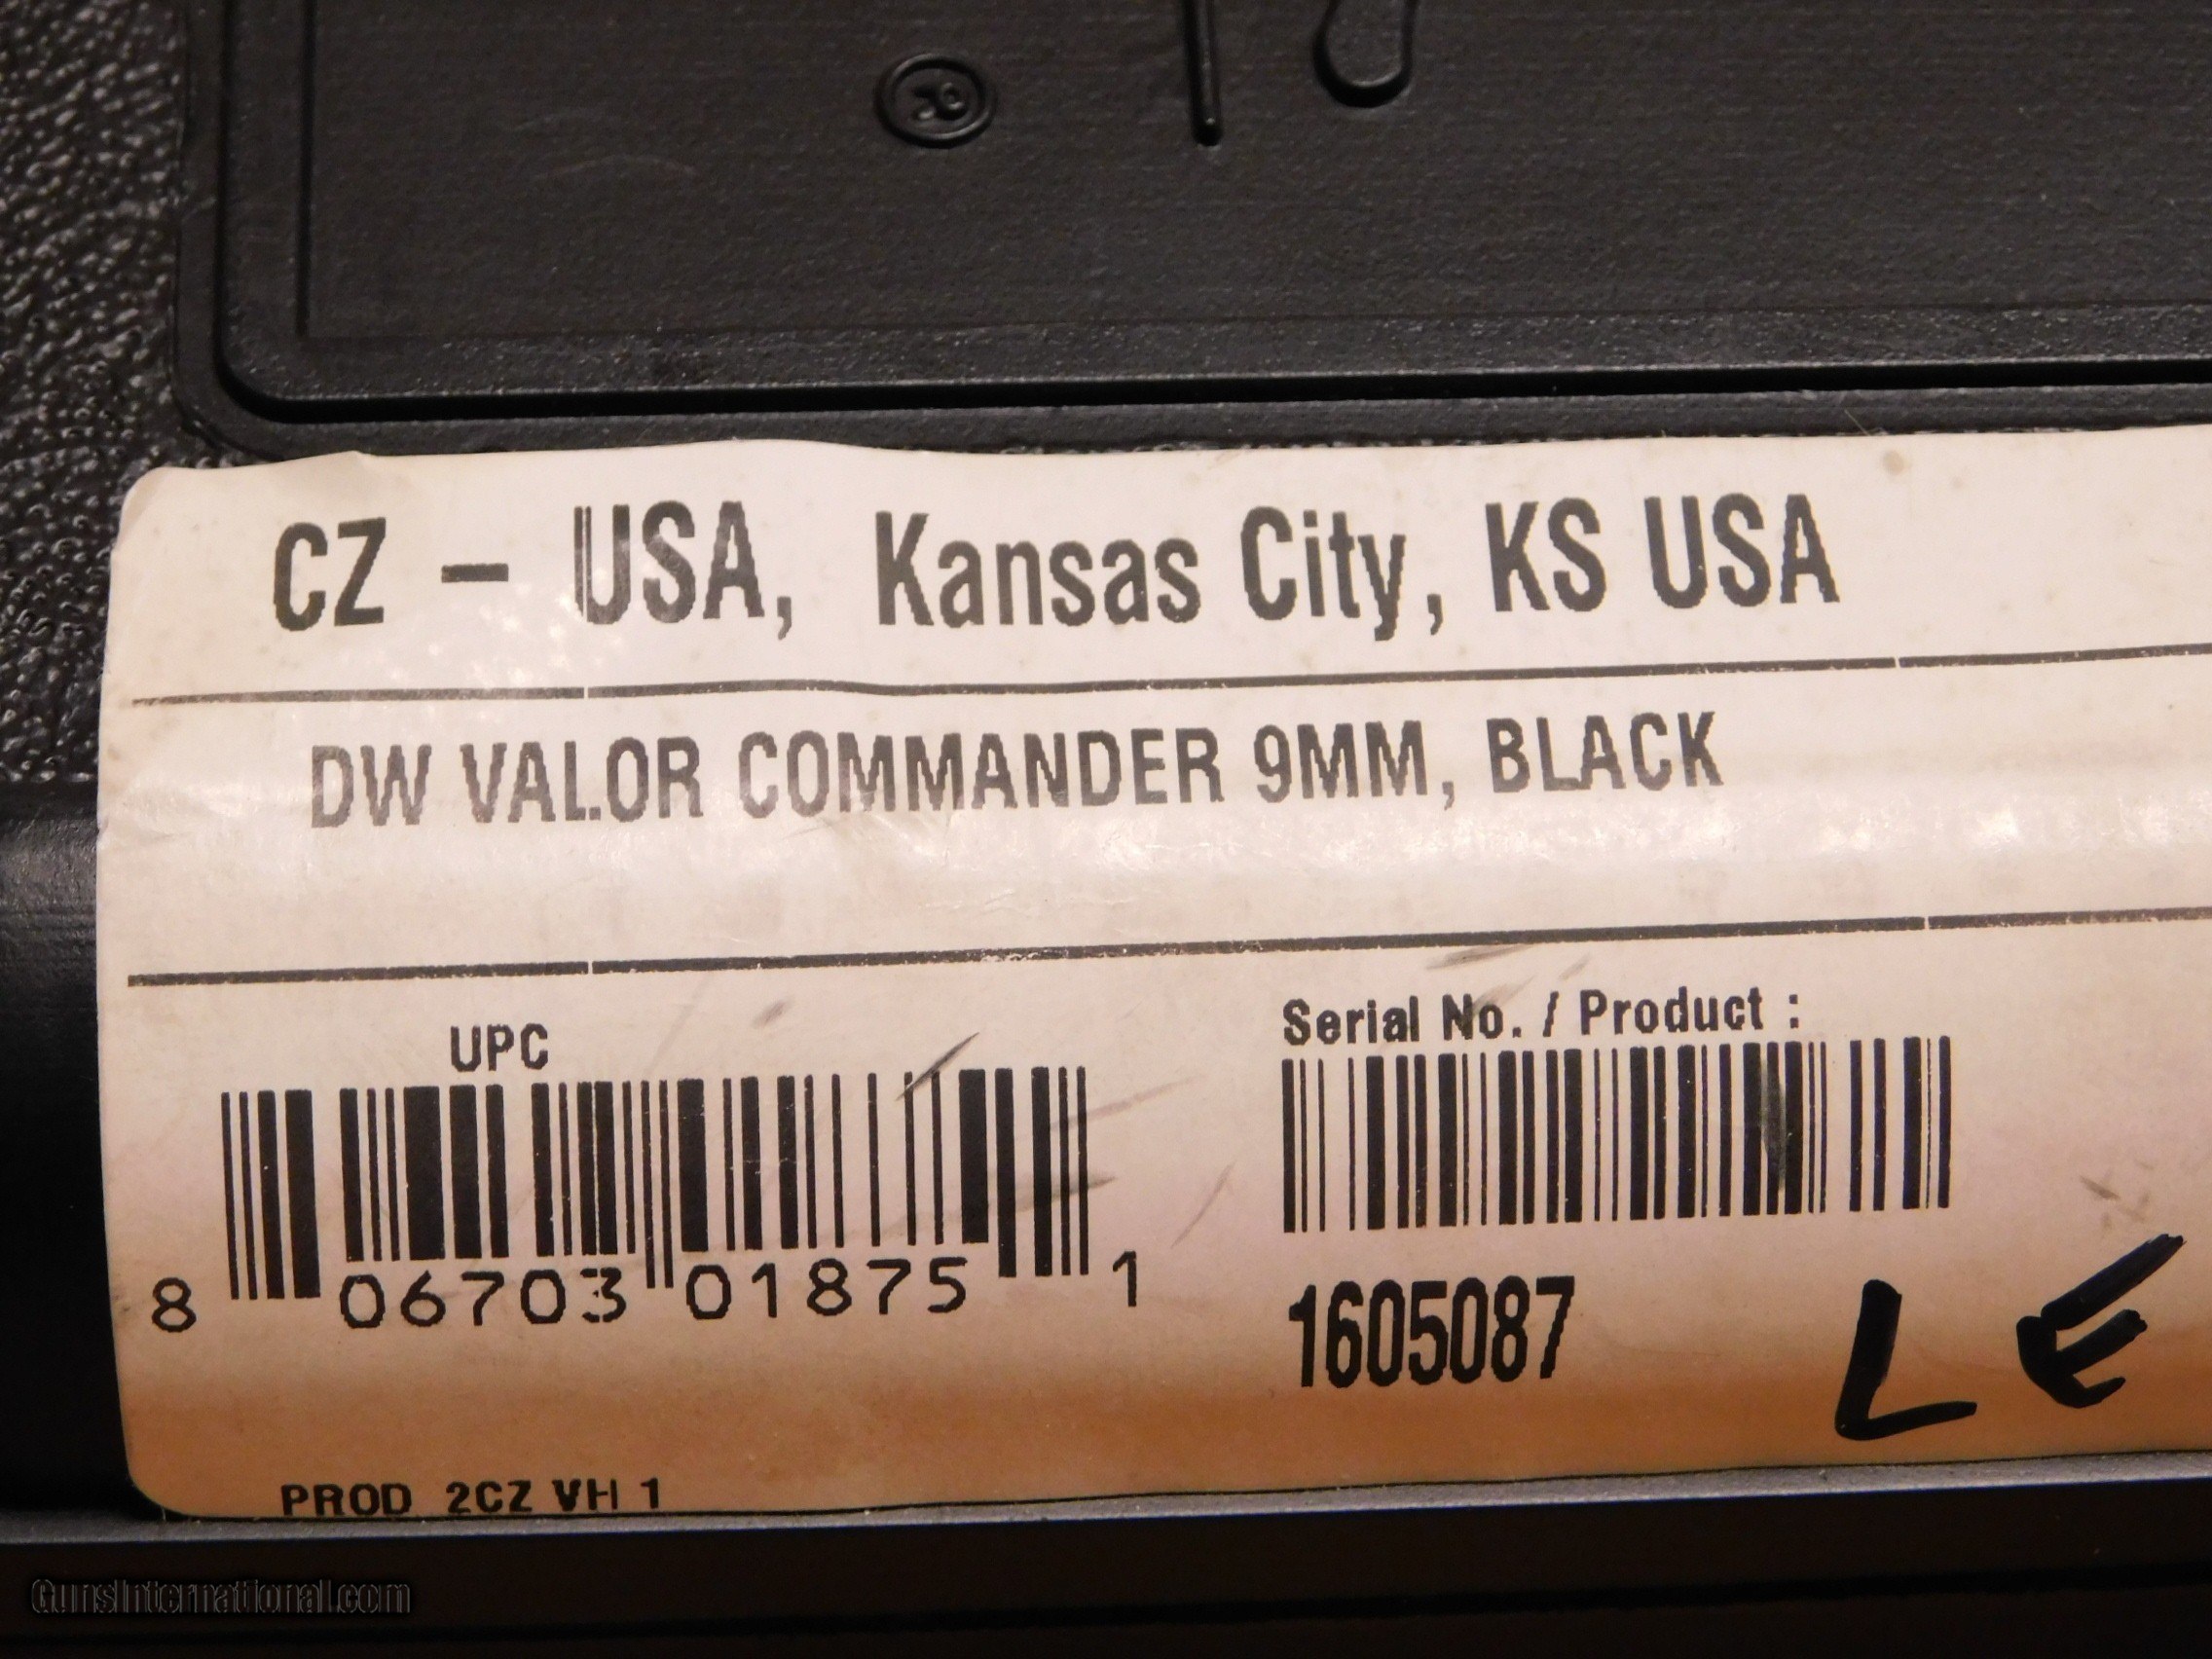 CZ – USA, Kansas City, KS USA
DW VALOR COMMANDER 9MM, BLACK
UPC
8 06703 01875 1
Serial No. / Product :
1605087
LE
PROD 2CZ VH 1
GunsInternational.com